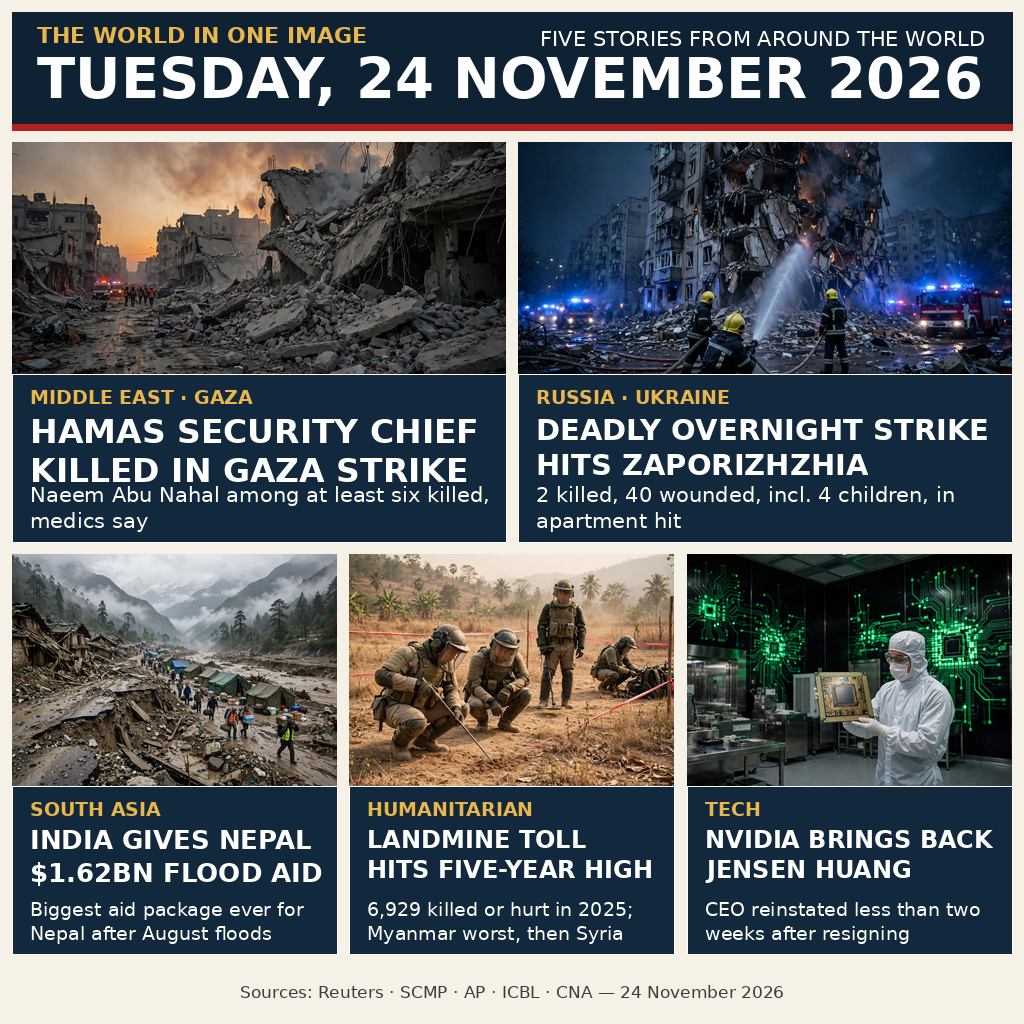 THE WORLD IN ONE IMAGE
FIVE STORIES FROM AROUND THE WORLD
TUESDAY, 24 NOVEMBER 2026
MIDDLE EAST · GAZA
HAMAS SECURITY CHIEF
KILLED IN GAZA STRIKE
Naeem Abu Nahal among at least six killed,
medics say
RUSSIA · UKRAINE
DEADLY OVERNIGHT STRIKE
HITS ZAPORIZHZHIA
2 killed, 40 wounded, incl. 4 children, in
apartment hit
SOUTH ASIA
INDIA GIVES NEPAL
$1.62BN FLOOD AID
Biggest aid package ever for
Nepal after August floods
HUMANITARIAN
LANDMINE TOLL
HITS FIVE-YEAR HIGH
6,929 killed or hurt in 2025;
Myanmar worst, then Syria
TECH
NVIDIA BRINGS BACK
JENSEN HUANG
CEO reinstated less than two
weeks after resigning
Sources: Reuters · SCMP · AP · ICBL · CNA — 24 November 2026